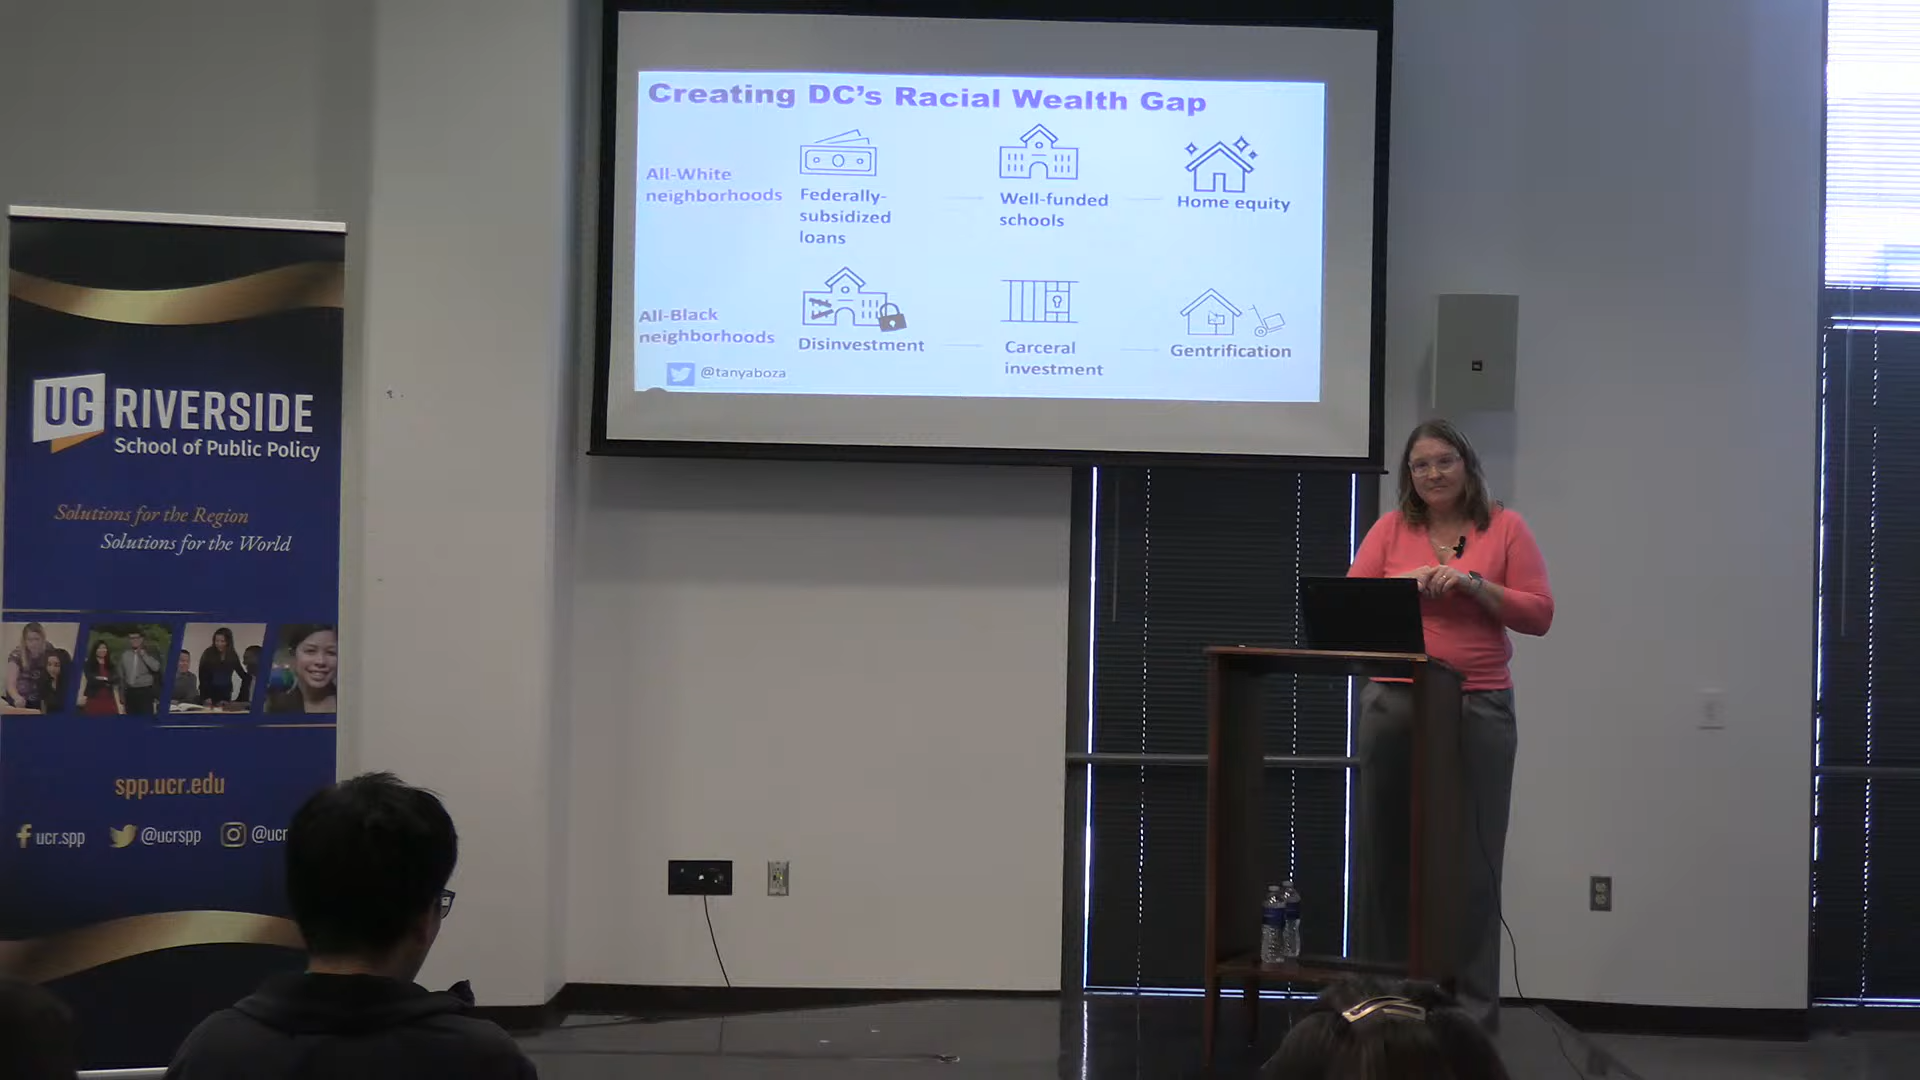 Creating DC's Racial Wealth Gap
All-White
neighborhoods
Federally-
subsidized
loans
Well-funded
schools
Home equity
All-Black
neighborhoods
Disinvestment
Carceral
investment
Gentrification
@tanyaboza
UC RIVERSIDE
School of Public Policy
Solutions for the Region
Solutions for the World
spp.ucr.edu
ucr.spp @ucrspp @ucr